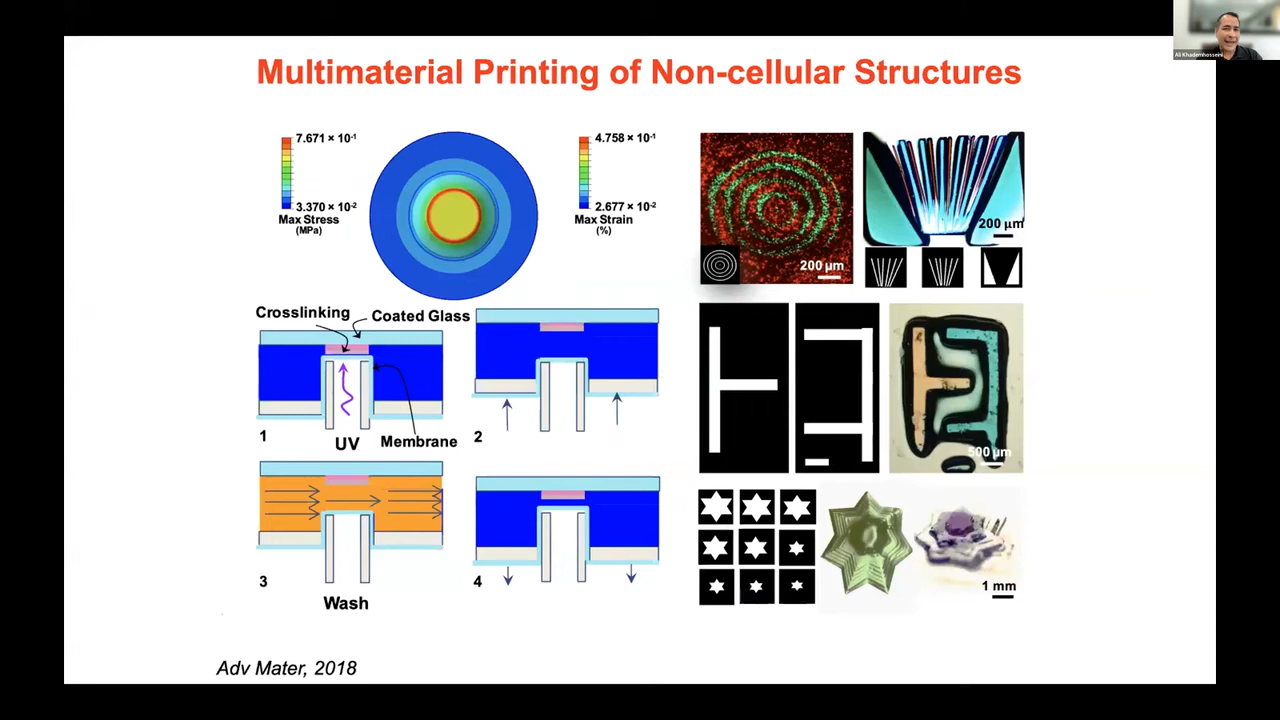 Ali Khademhosseini
Multimaterial Printing of Non-cellular Structures
7.671 × 10⁻¹
3.370 × 10⁻²
Max Stress
(MPa)
4.758 × 10⁻¹
2.677 × 10⁻²
Max Strain
(%)
200 µm
200 µm
Crosslinking
Coated Glass
1
UV
Membrane
2
500 µm
3
Wash
4
1 mm
Adv Mater, 2018